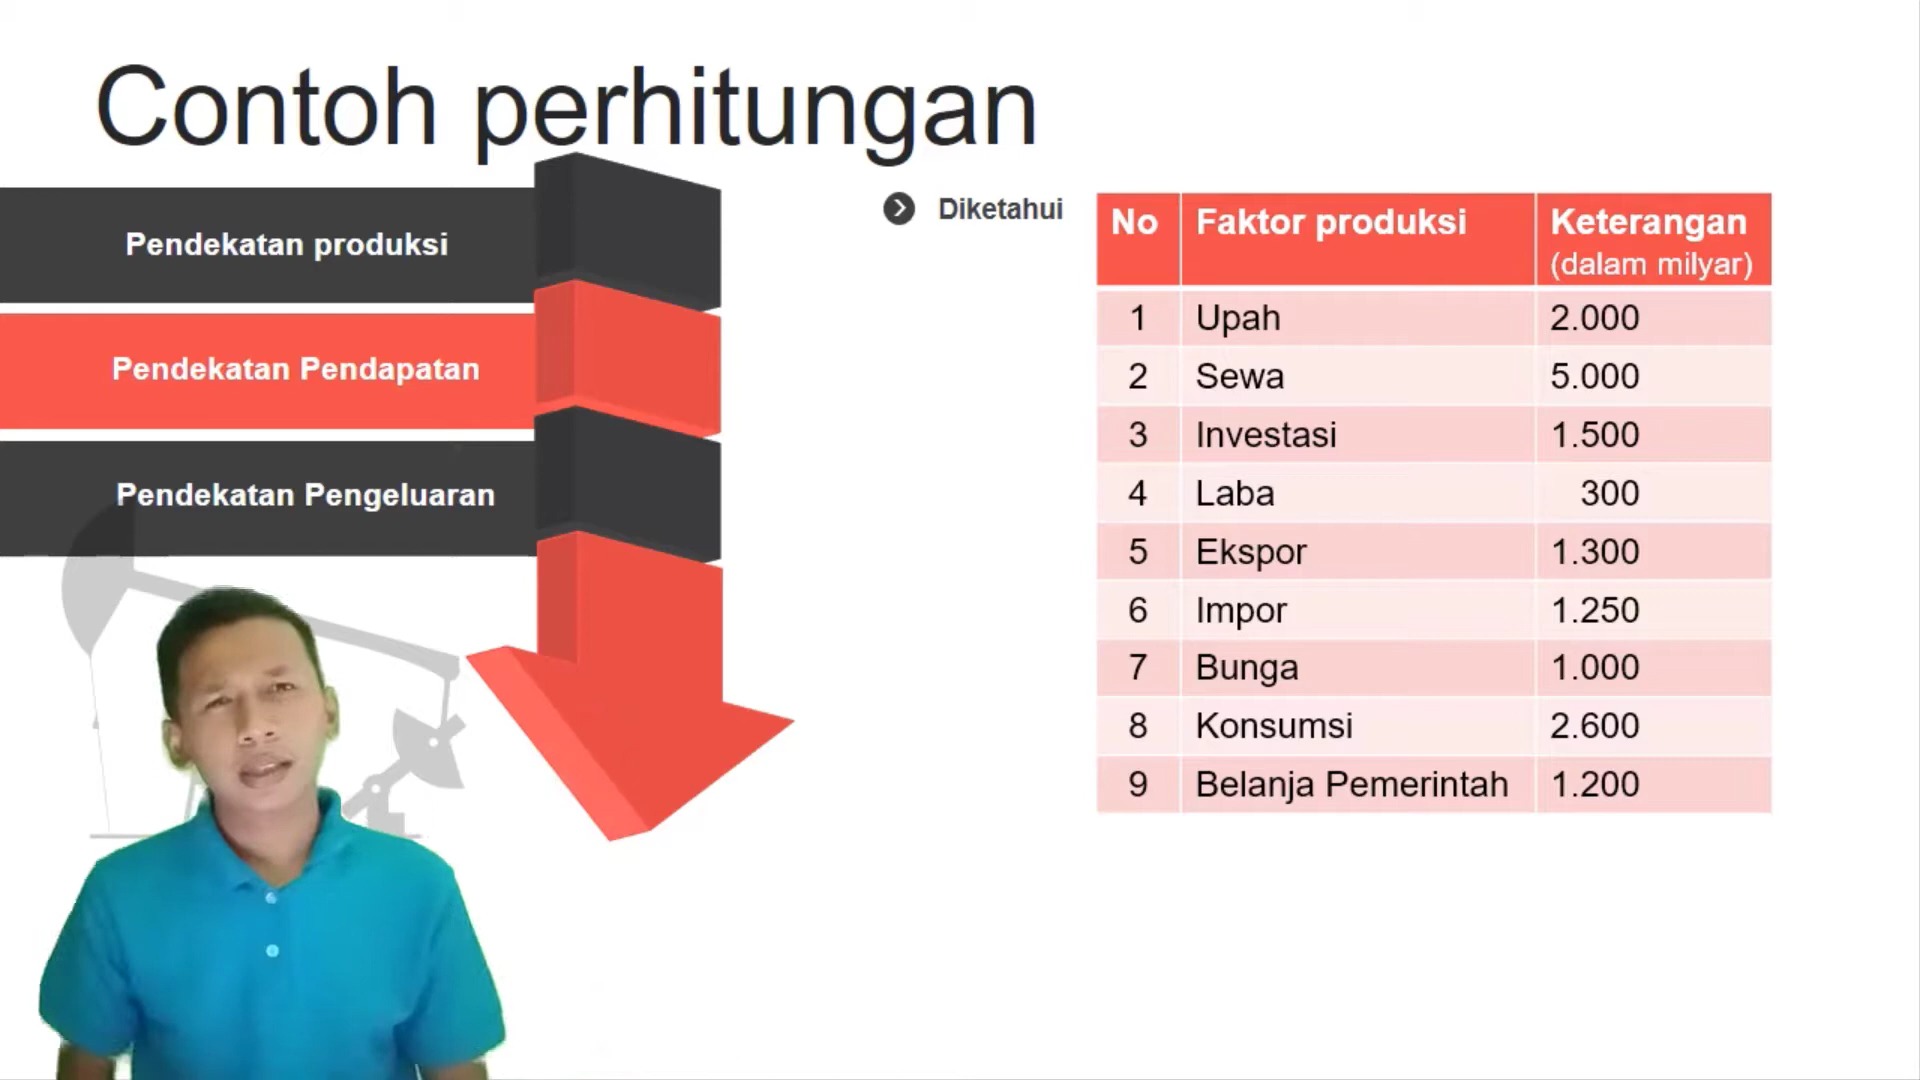 Contoh perhitungan
Pendekatan produksi
Pendekatan Pendapatan
Pendekatan Pengeluaran
Diketahui
No Faktor produksi Keterangan
(dalam milyar)
1 Upah 2.000
2 Sewa 5.000
3 Investasi 1.500
4 Laba 300
5 Ekspor 1.300
6 Impor 1.250
7 Bunga 1.000
8 Konsumsi 2.600
9 Belanja Pemerintah 1.200